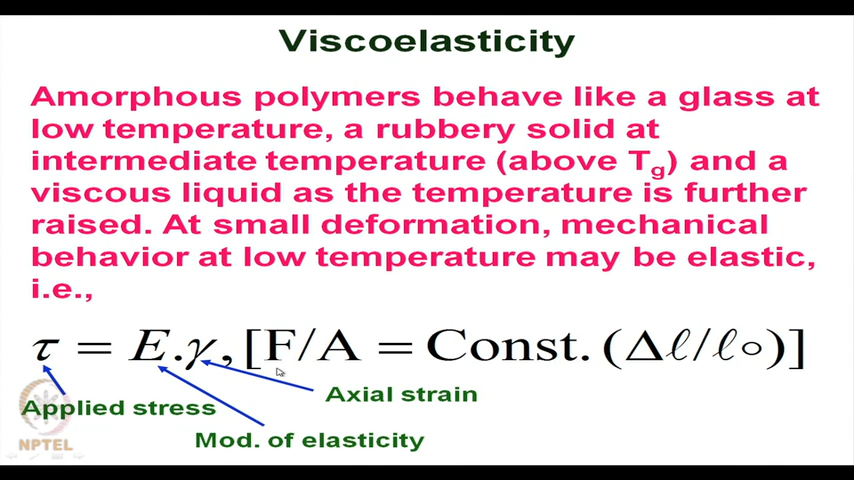 Viscoelasticity
Amorphous polymers behave like a glass at
low temperature, a rubbery solid at
intermediate temperature (above Tg) and a
viscous liquid as the temperature is further
raised. At small deformation, mechanical
behavior at low temperature may be elastic,
i.e.,
τ = E.γ, [F/A = Const. (Δℓ/ℓ∘)]
Axial strain
Applied stress
Mod. of elasticity
NPTEL